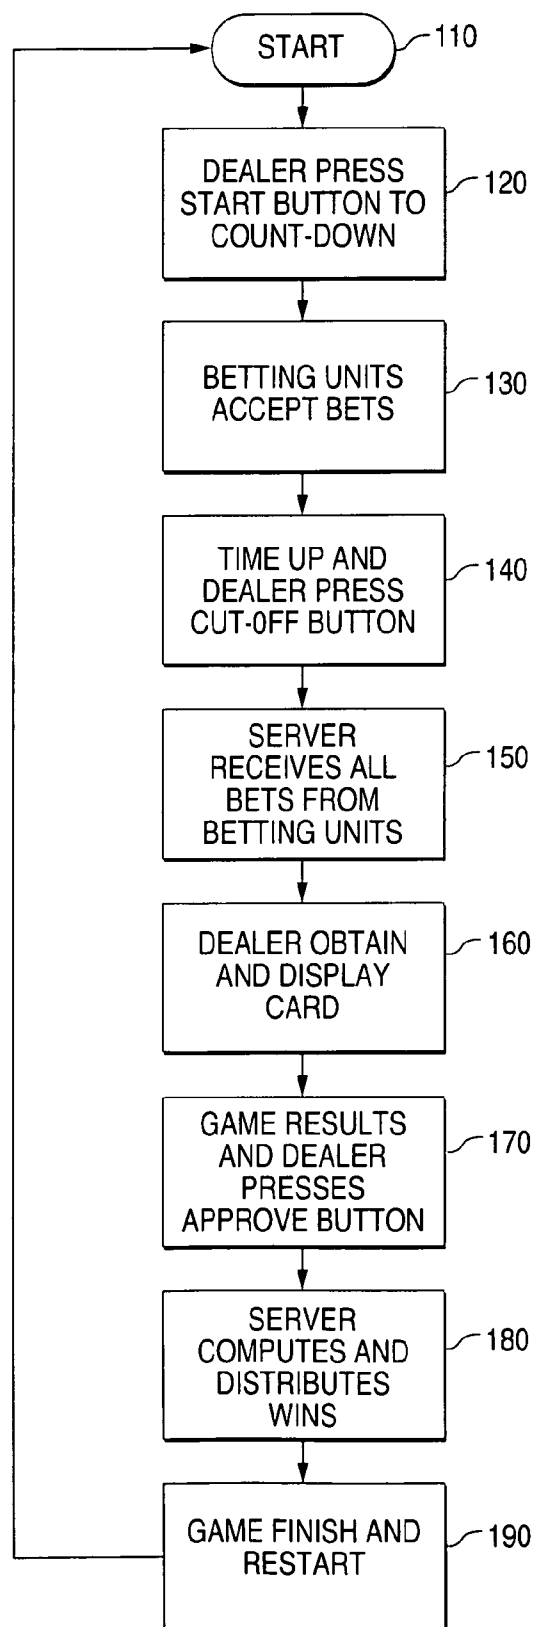 START
110
DEALER PRESS
START BUTTON TO
COUNT-DOWN
120
BETTING UNITS
ACCEPT BETS
130
TIME UP AND
DEALER PRESS
CUT-OFF BUTTON
140
SERVER
RECEIVES ALL
BETS FROM
BETTING UNITS
150
DEALER OBTAIN
AND DISPLAY
CARD
160
GAME RESULTS
AND DEALER
PRESSES
APPROVE BUTTON
170
SERVER
COMPUTES AND
DISTRIBUTES
WINS
180
GAME FINISH AND
RESTART
190